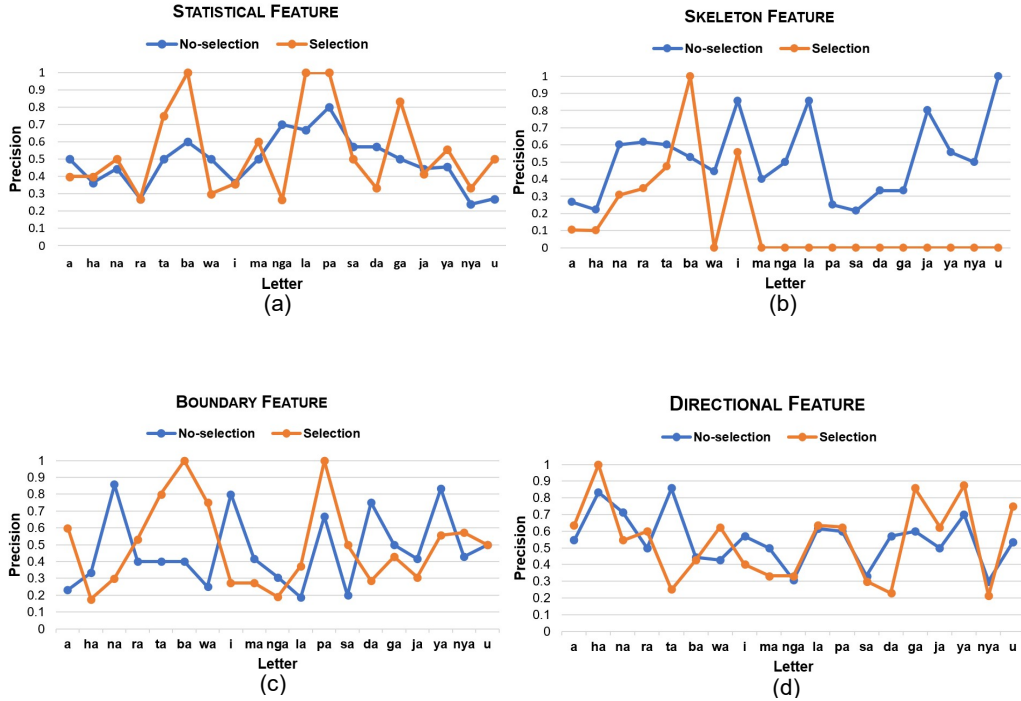 STATISTICAL FEATURE
No-selection Selection
Precision
1
0.9
0.8
0.7
0.6
0.5
0.4
0.3
0.2
0.1
0
a ha na ra ta ba wa i ma nga la pa sa da ga ja ya nya u
Letter
(a)
SKELETON FEATURE
No-selection Selection
Precision
1
0.9
0.8
0.7
0.6
0.5
0.4
0.3
0.2
0.1
0
a ha na ra ta ba wa i ma nga la pa sa da ga ja ya nya u
Letter
(b)
BOUNDARY FEATURE
No-selection Selection
Precision
1
0.9
0.8
0.7
0.6
0.5
0.4
0.3
0.2
0.1
0
a ha na ra ta ba wa i ma nga la pa sa da ga ja ya nya u
Letter
(c)
DIRECTIONAL FEATURE
No-selection Selection
Precision
1
0.9
0.8
0.7
0.6
0.5
0.4
0.3
0.2
0.1
0
a ha na ra ta ba wa i ma nga la pa sa da ga ja ya nya u
Letter
(d)